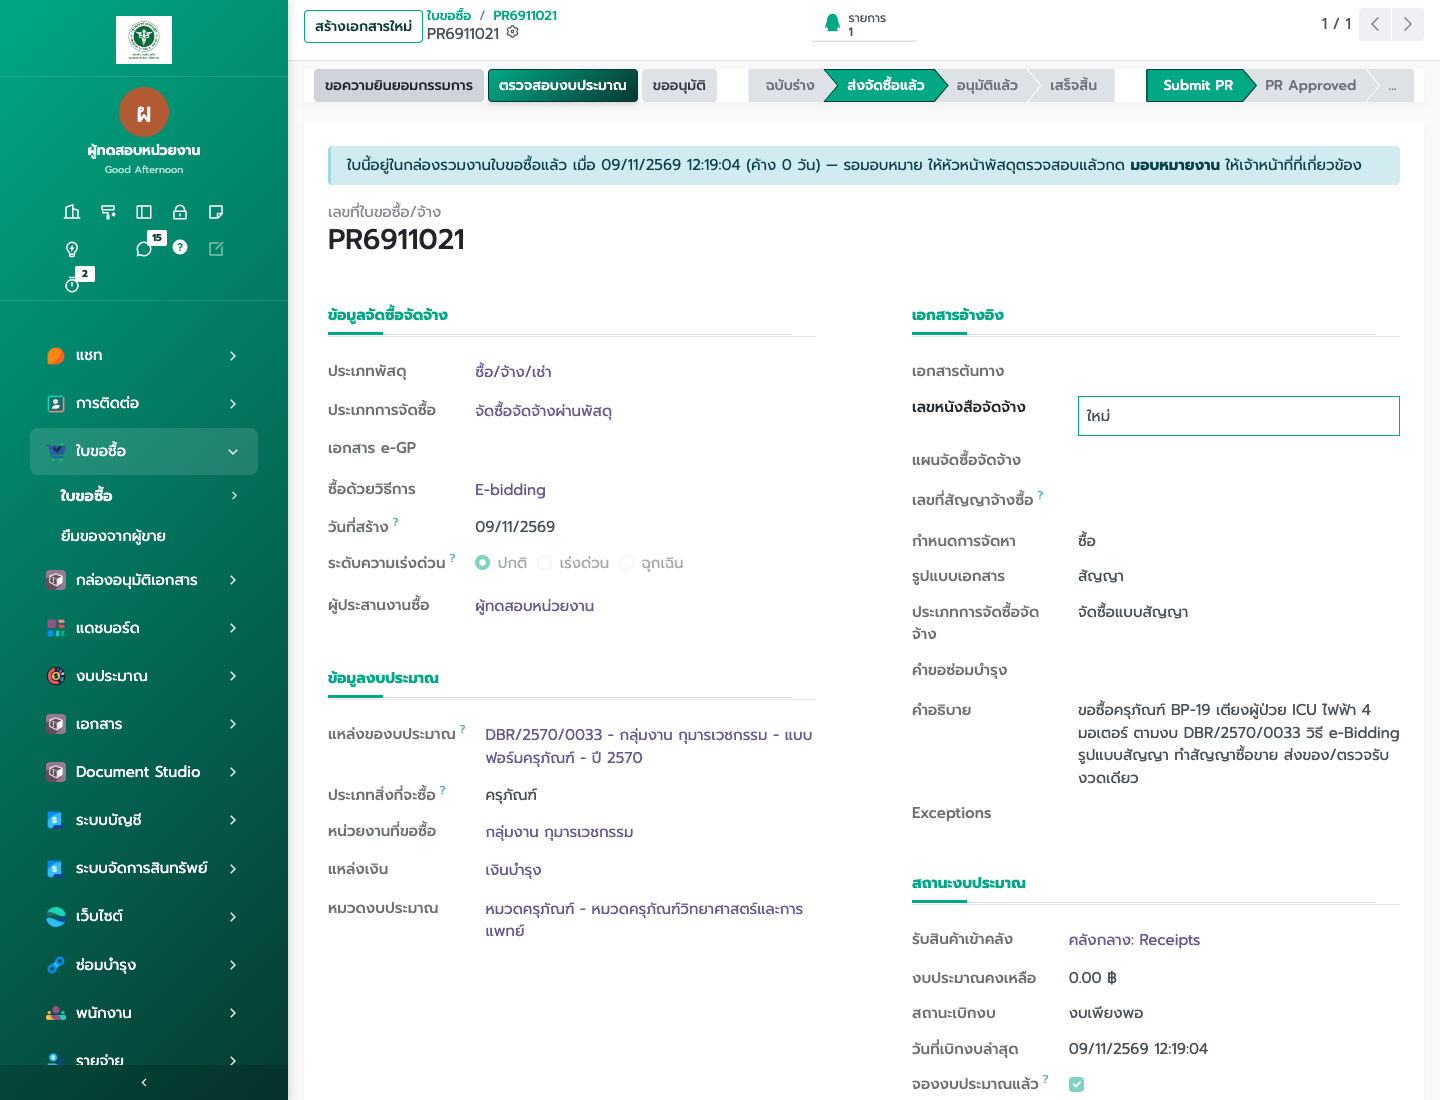 ผ
ผู้ทดสอบหน่วยงาน
Good Afternoon
15
?
2
แชท
การติดต่อ
ใบขอซื้อ
ใบขอซื้อ
ยืมของจากผู้ขาย
กล่องอนุมัติเอกสาร
แดชบอร์ด
งบประมาณ
เอกสาร
Document Studio
ระบบบัญชี
ระบบจัดการสินทรัพย์
เว็บไซต์
ซ่อมบำรุง
พนักงาน
รายจ่าย
สร้างเอกสารใหม่
ใบขอซื้อ / PR6911021
PR6911021
รายการ
1
1 / 1
ขอความยินยอมกรรมการ ตรวจสอบงบประมาณ ขออนุมัติ
ฉบับร่าง ส่งจัดซื้อแล้ว อนุมัติแล้ว เสร็จสิ้น
Submit PR PR Approved ...
ใบนี้อยู่ในกล่องรวมงานใบขอซื้อแล้ว เมื่อ 09/11/2569 12:19:04 (ค้าง 0 วัน) — รอมอบหมาย ให้หัวหน้าพัสดุตรวจสอบแล้วกด มอบหมายงาน ให้เจ้าหน้าที่ที่เกี่ยวข้อง
เลขที่ใบขอซื้อ/จ้าง
PR6911021
ข้อมูลจัดซื้อจัดจ้าง
ประเภทพัสดุ ซื้อ/จ้าง/เช่า
ประเภทการจัดซื้อ จัดซื้อจัดจ้างผ่านพัสดุ
เอกสาร e-GP
ซื้อด้วยวิธีการ E-bidding
วันที่สร้าง ? 09/11/2569
ระดับความเร่งด่วน ? ปกติ เร่งด่วน ฉุกเฉิน
ผู้ประสานงานซื้อ ผู้ทดสอบหน่วยงาน
ข้อมูลงบประมาณ
แหล่งของบประมาณ ? DBR/2570/0033 - กลุ่มงาน กุมารเวชกรรม - แบบ
ฟอร์มครุภัณฑ์ - ปี 2570
ประเภทสิ่งที่จะซื้อ ? ครุภัณฑ์
หน่วยงานที่ขอซื้อ กลุ่มงาน กุมารเวชกรรม
แหล่งเงิน เงินบำรุง
หมวดงบประมาณ หมวดครุภัณฑ์ - หมวดครุภัณฑ์วิทยาศาสตร์และการ
แพทย์
เอกสารอ้างอิง
เอกสารต้นทาง
เลขหนังสือจัดจ้าง ใหม่
แผนจัดซื้อจัดจ้าง
เลขที่สัญญาจ้างซื้อ ?
กำหนดการจัดหา ซื้อ
รูปแบบเอกสาร สัญญา
ประเภทการจัดซื้อจัด จัดซื้อแบบสัญญา
จ้าง
คำขอซ่อมบำรุง
คำอธิบาย ขอซื้อครุภัณฑ์ BP-19 เตียงผู้ป่วย ICU ไฟฟ้า 4
มอเตอร์ ตามงบ DBR/2570/0033 วิธี e-Bidding
รูปแบบสัญญา ทำสัญญาซื้อขาย ส่งของ/ตรวจรับ
งวดเดียว
Exceptions
สถานะงบประมาณ
รับสินค้าเข้าคลัง คลังกลาง: Receipts
งบประมาณคงเหลือ 0.00 ฿
สถานะเบิกงบ งบเพียงพอ
วันที่เบิกงบล่าสุด 09/11/2569 12:19:04
จองงบประมาณแล้ว ?